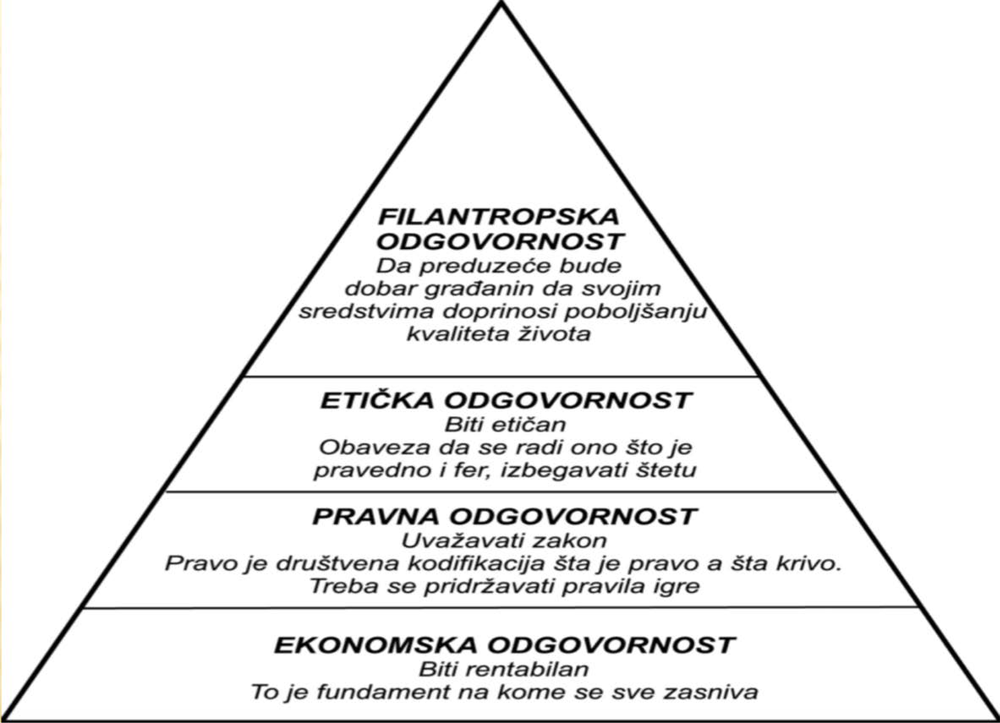 FILANTROPSKA
ODGOVORNOST
Da preduzeće bude
dobar građanin da svojim
sredstvima doprinosi poboljšanju
kvaliteta života
ETIČKA ODGOVORNOST
Biti etičan
Obaveza da se radi ono što je
pravedno i fer, izbegavati štetu
PRAVNA ODGOVORNOST
Uvažavati zakon
Pravo je društvena kodifikacija šta je pravo a šta krivo.
Treba se pridržavati pravila igre
EKONOMSKA ODGOVORNOST
Biti rentabilan
To je fundament na kome se sve zasniva